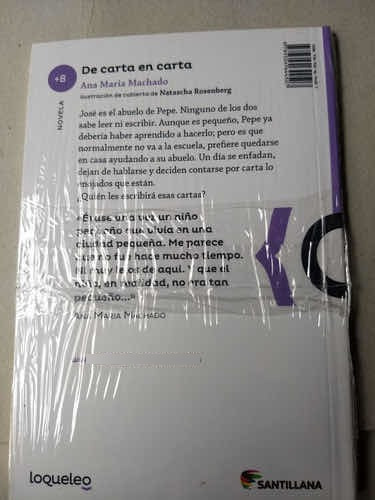 +8
De carta en carta
Ana Maria Machado
Ilustración de cubierta de Natascha Rosenberg
NOVELA
José es el abuelo de Pepe. Ninguno de los dos
sabe leer ni escribir. Aunque es pequeño, Pepe ya
debería haber aprendido a hacerlo; pero es que
normalmente no va a la escuela, prefiere quedarse
en casa ayudando a su abuelo. Un día se enfadan,
dejan de hablarse y deciden contarse por carta lo
enojados que están.
¿Quién les escribirá esas cartas?
«Érase una vez un niño
pequeño que vivía en una
ciudad pequeña. Me parece
que no fue hace mucho tiempo.
Ni muy lejos de aquí. Y que el
niño, en realidad, no era tan
pequeño...»
ANA MARIA MACHADO
loqueleo
SANTILLANA